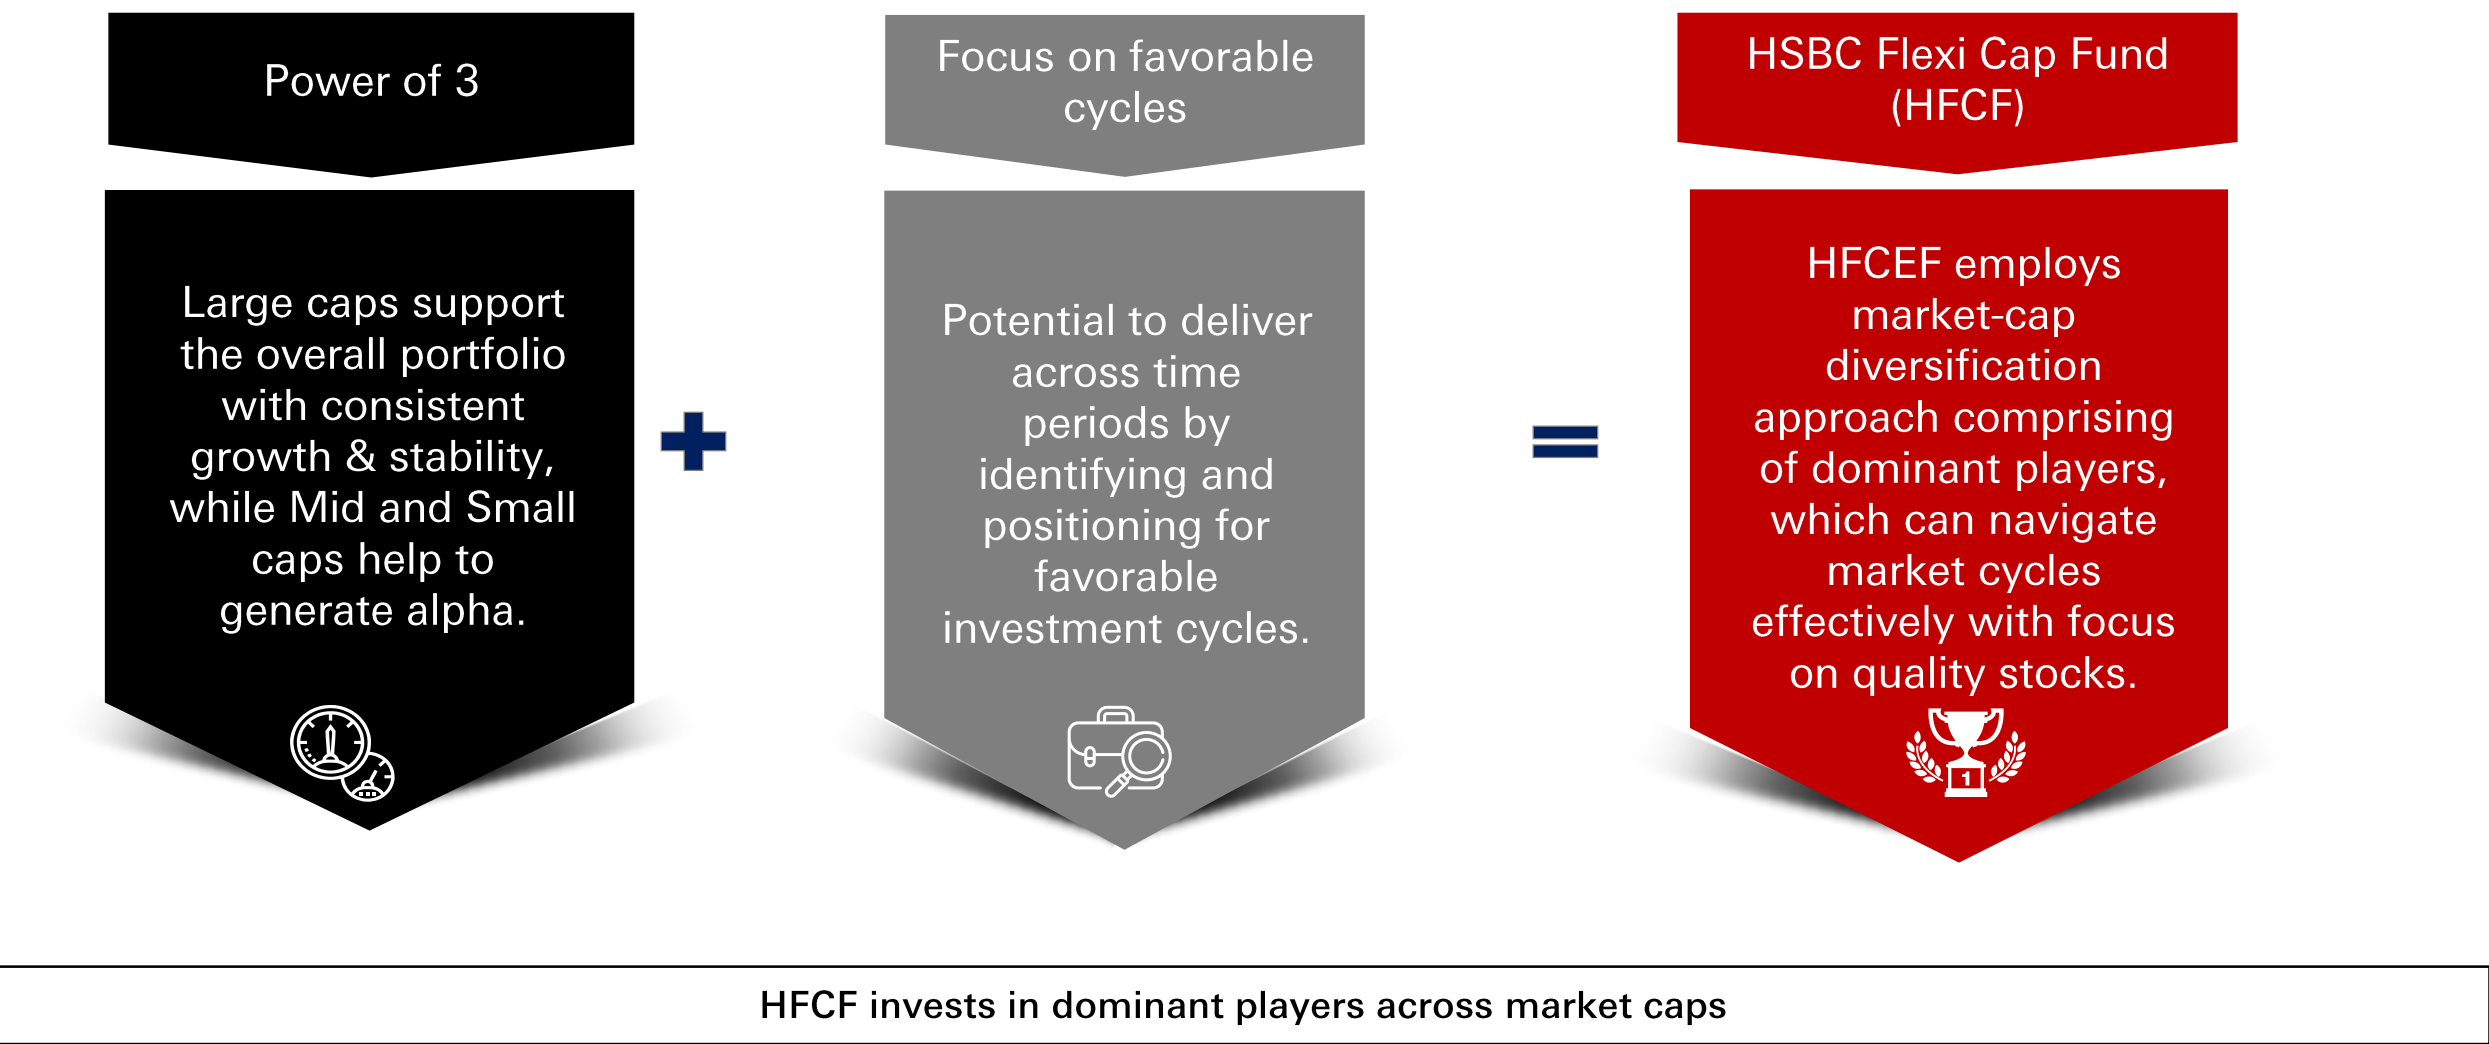 Power of 3
Large caps support
the overall portfolio
with consistent
growth & stability,
while Mid and Small
caps help to
generate alpha.
Focus on favorable
cycles
Potential to deliver
across time
periods by
identifying and
positioning for
favorable
investment cycles.
HSBC Flexi Cap Fund
(HFCF)
HFCEF employs
market-cap
diversification
approach comprising
of dominant players,
which can navigate
market cycles
effectively with focus
on quality stocks.
1
HFCF invests in dominant players across market caps